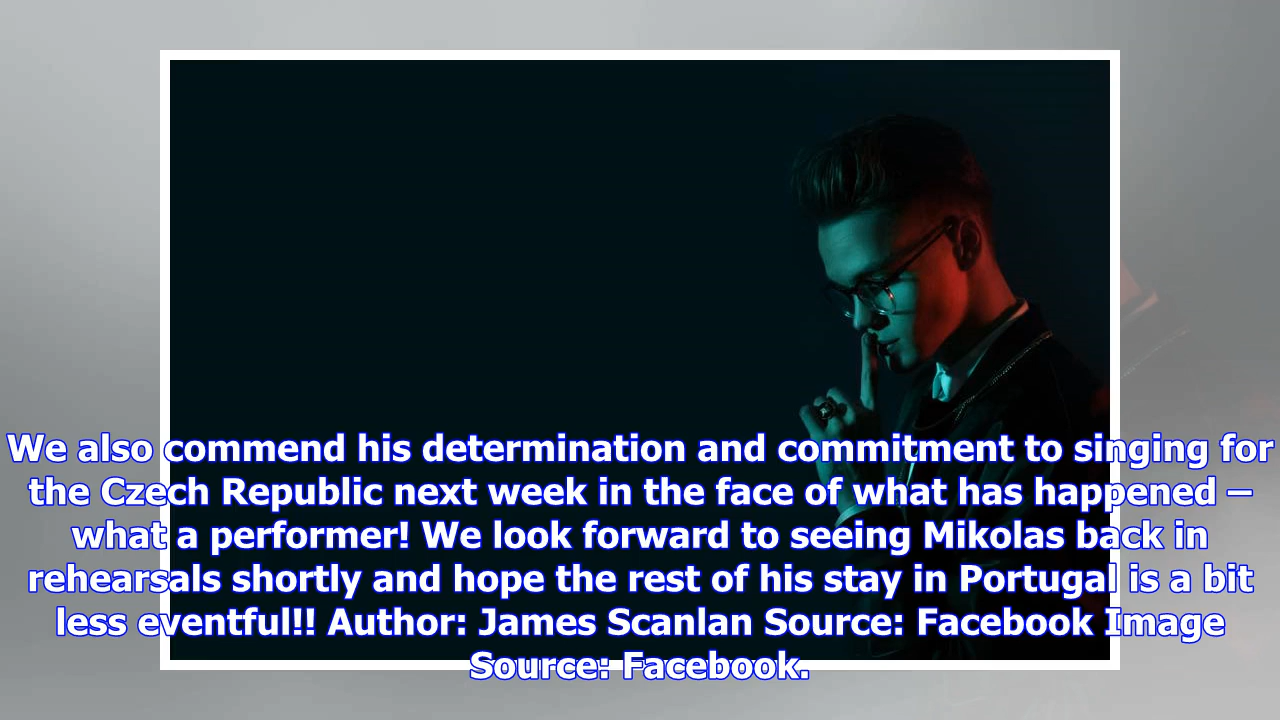 We also commend his determination and commitment to singing for
the Czech Republic next week in the face of what has happened –
what a performer! We look forward to seeing Mikolas back in
rehearsals shortly and hope the rest of his stay in Portugal is a bit
less eventful!! Author: James Scanlan Source: Facebook Image
Source: Facebook.